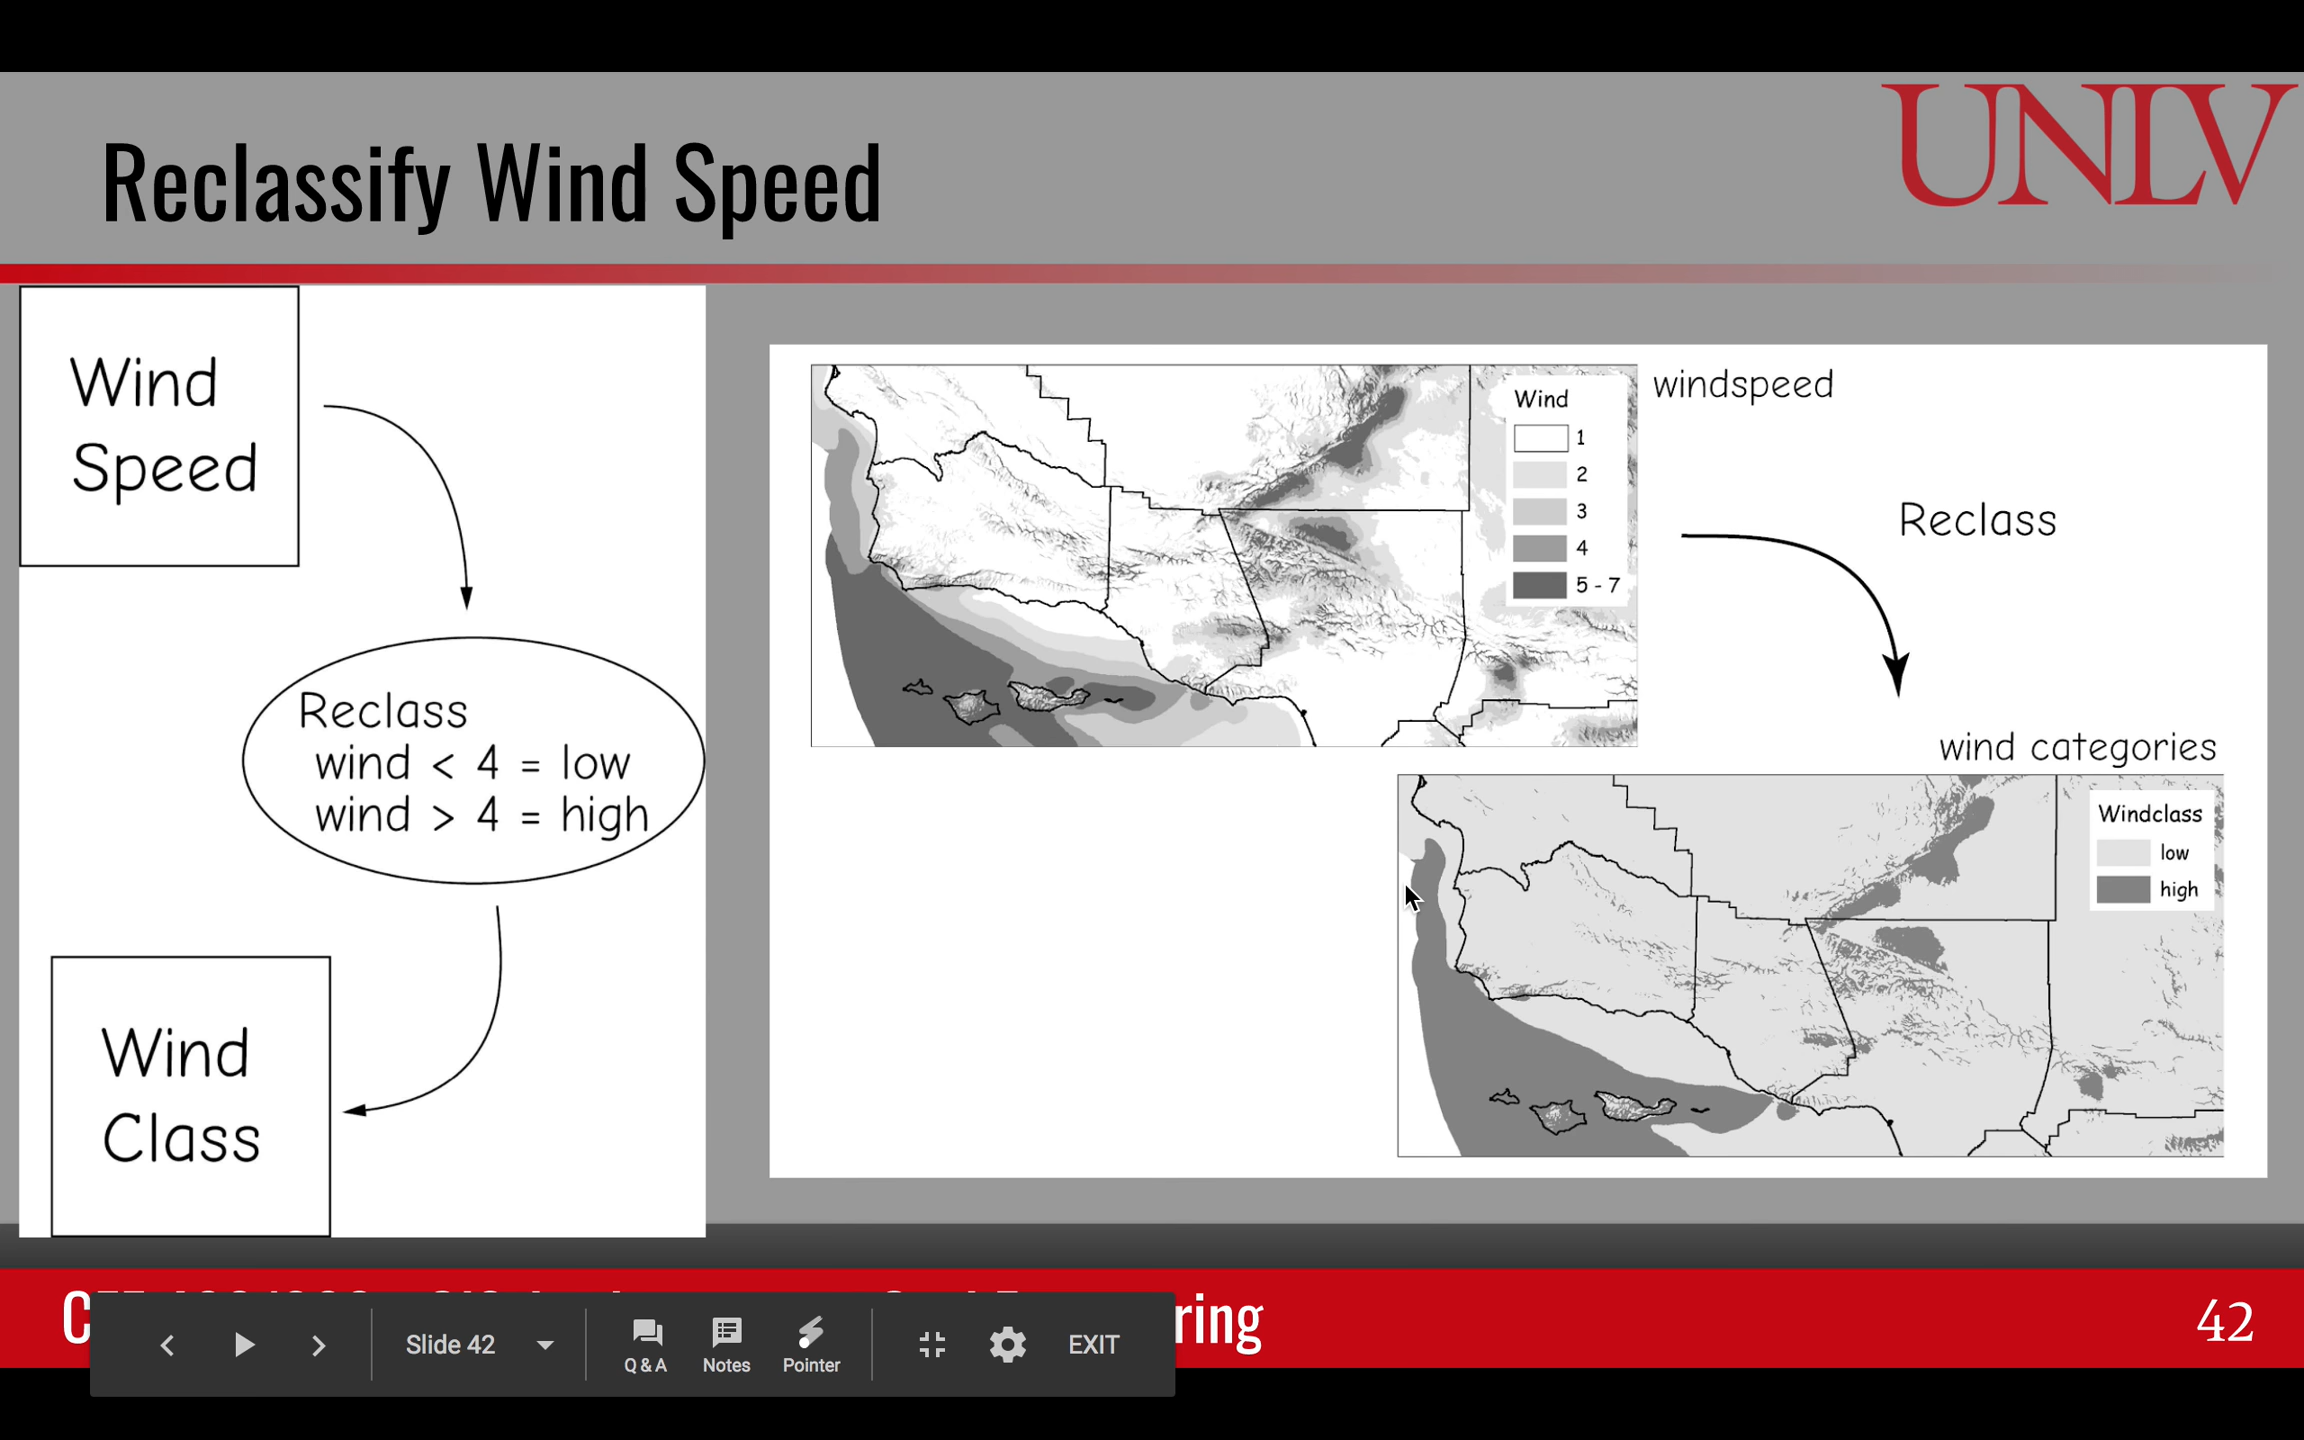 UNLV
Reclassify Wind Speed
Wind
Speed
Reclass
wind < 4 = low
wind > 4 = high
Wind
Class
windspeed
Wind
1
2
3
4
5 - 7
Reclass
wind categories
Windclass
low
high
ring
42
Slide 42
Q & A
Notes
Pointer
EXIT